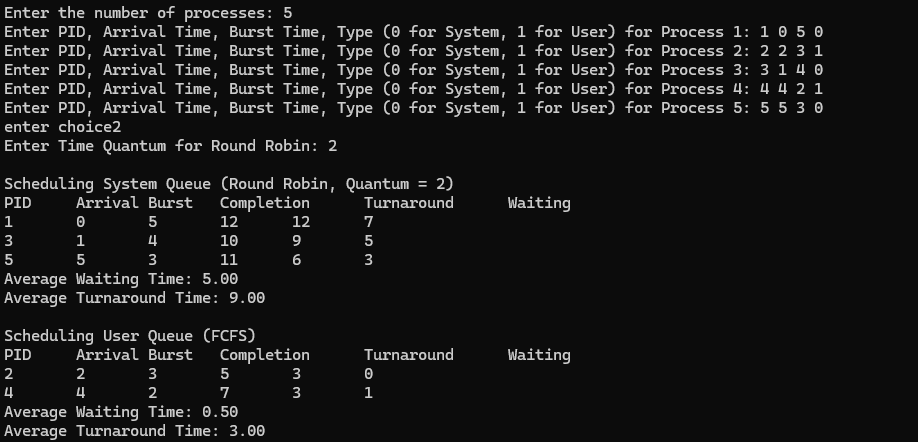 Enter the number of processes: 5
Enter PID, Arrival Time, Burst Time, Type (0 for System, 1 for User) for Process 1: 1 0 5 0
Enter PID, Arrival Time, Burst Time, Type (0 for System, 1 for User) for Process 2: 2 2 3 1
Enter PID, Arrival Time, Burst Time, Type (0 for System, 1 for User) for Process 3: 3 1 4 0
Enter PID, Arrival Time, Burst Time, Type (0 for System, 1 for User) for Process 4: 4 4 2 1
Enter PID, Arrival Time, Burst Time, Type (0 for System, 1 for User) for Process 5: 5 5 3 0
enter choice2
Enter Time Quantum for Round Robin: 2

Scheduling System Queue (Round Robin, Quantum = 2)
PID     Arrival Burst   Completion      Turnaround      Waiting
1       0       5       12      12      7
3       1       4       10      9       5
5       5       3       11      6       3
Average Waiting Time: 5.00
Average Turnaround Time: 9.00

Scheduling User Queue (FCFS)
PID     Arrival Burst   Completion      Turnaround      Waiting
2       2       3       5       3       0
4       4       2       7       3       1
Average Waiting Time: 0.50
Average Turnaround Time: 3.00